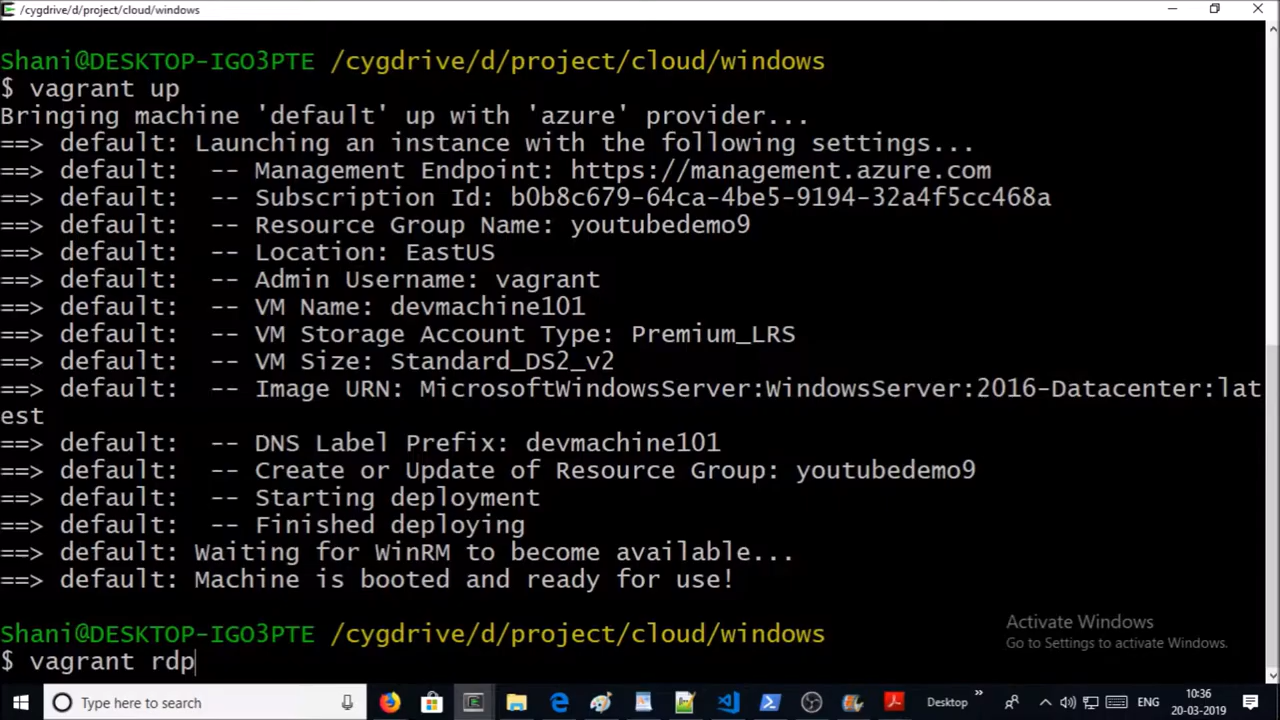 /cygdrive/d/project/cloud/windows
Shani@DESKTOP-IGO3PTE /cygdrive/d/project/cloud/windows
$ vagrant up
Bringing machine 'default' up with 'azure' provider...
==> default: Launching an instance with the following settings...
==> default:  -- Management Endpoint: https://management.azure.com
==> default:  -- Subscription Id: b0b8c679-64ca-4be5-9194-32a4f5cc468a
==> default:  -- Resource Group Name: youtubedemo9
==> default:  -- Location: EastUS
==> default:  -- Admin Username: vagrant
==> default:  -- VM Name: devmachine101
==> default:  -- VM Storage Account Type: Premium_LRS
==> default:  -- VM Size: Standard_DS2_v2
==> default:  -- Image URN: MicrosoftWindowsServer:WindowsServer:2016-Datacenter:lat
est
==> default:  -- DNS Label Prefix: devmachine101
==> default:  -- Create or Update of Resource Group: youtubedemo9
==> default:  -- Starting deployment
==> default:  -- Finished deploying
==> default: Waiting for WinRM to become available...
==> default: Machine is booted and ready for use!
Shani@DESKTOP-IGO3PTE /cygdrive/d/project/cloud/windows
$ vagrant rdp
Activate Windows
Go to Settings to activate Windows.
Type here to search
Desktop
ENG
10:36
20-03-2019